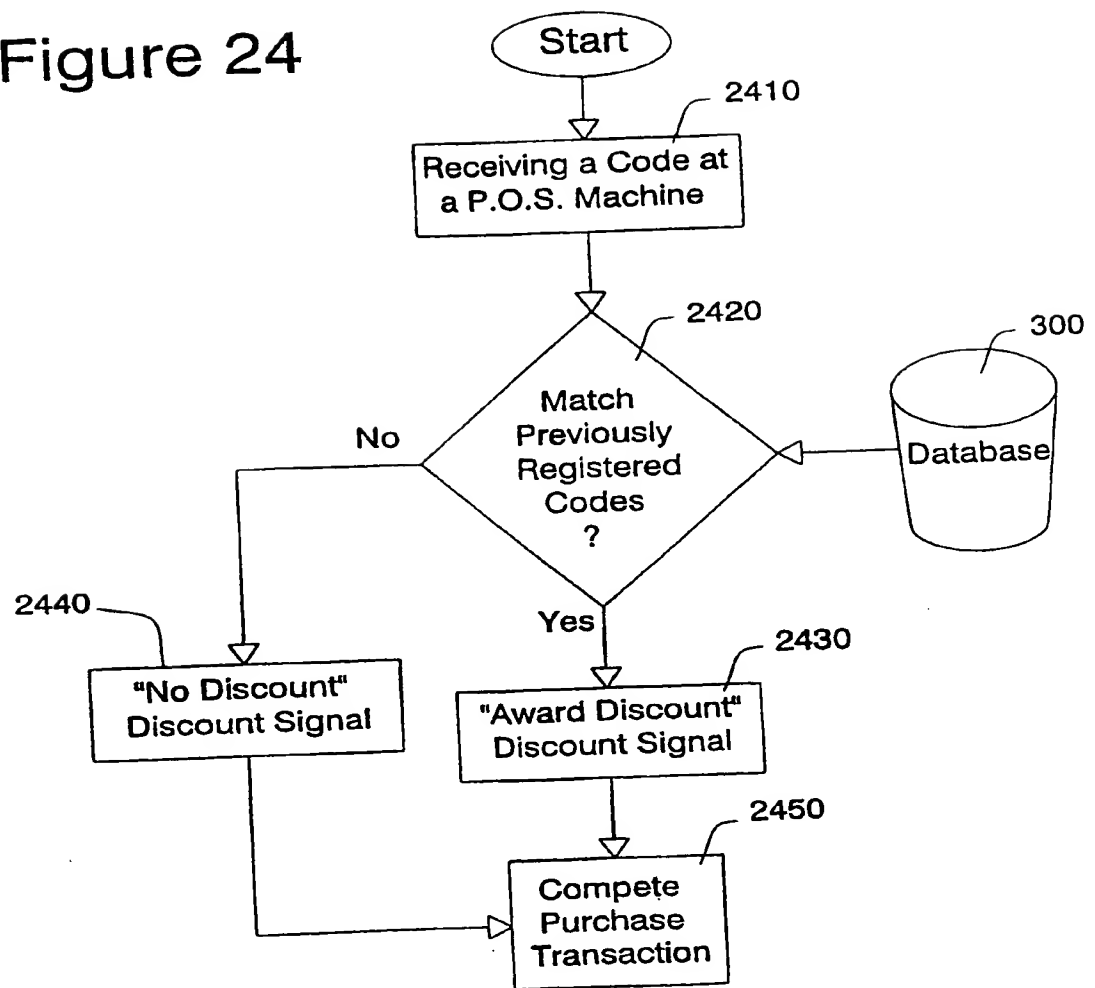 Figure 24
Start
2410
Receiving a Code at
a P.O.S. Machine
2420
300
Match
Previously
Registered
Codes
?
No
Database
2440
Yes
2430
"No Discount"
Discount Signal
"Award Discount"
Discount Signal
2450
Compete
Purchase
Transaction